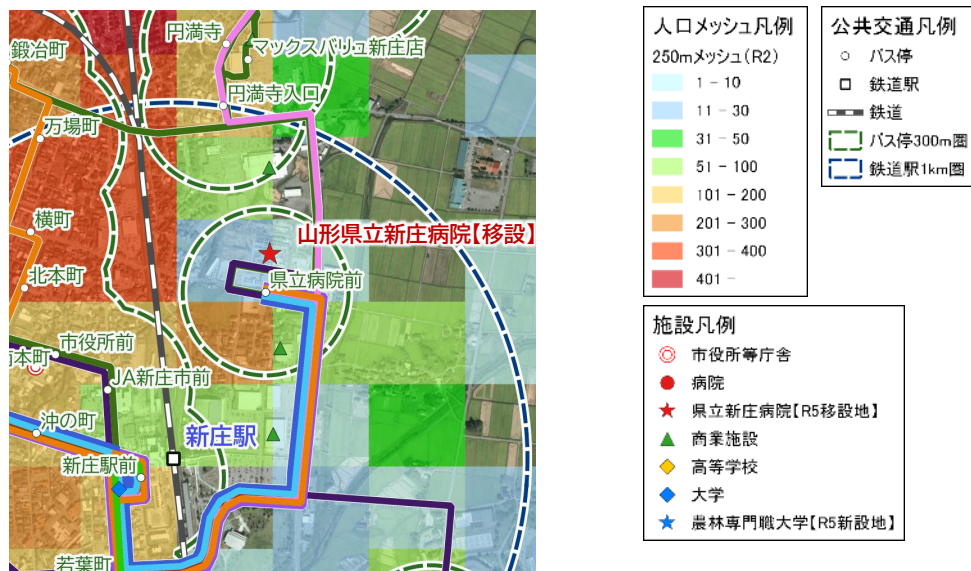 鍛冶町
円満寺
マックスバリュ新庄店
円満寺入口
万場町
横町
山形県立新庄病院【移設】
北本町
県立病院前
市役所前
南本町
JA新庄市前
沖の町
新庄駅
新庄駅前
若葉町
人口メッシュ凡例
250mメッシュ(R2)
1 - 10
11 - 30
31 - 50
51 - 100
101 - 200
201 - 300
301 - 400
401 -
公共交通凡例
バス停
鉄道駅
鉄道
バス停300m圏
鉄道駅1km圏
施設凡例
市役所等庁舎
病院
県立新庄病院【R5移設地】
商業施設
高等学校
大学
農林専門職大学【R5新設地】